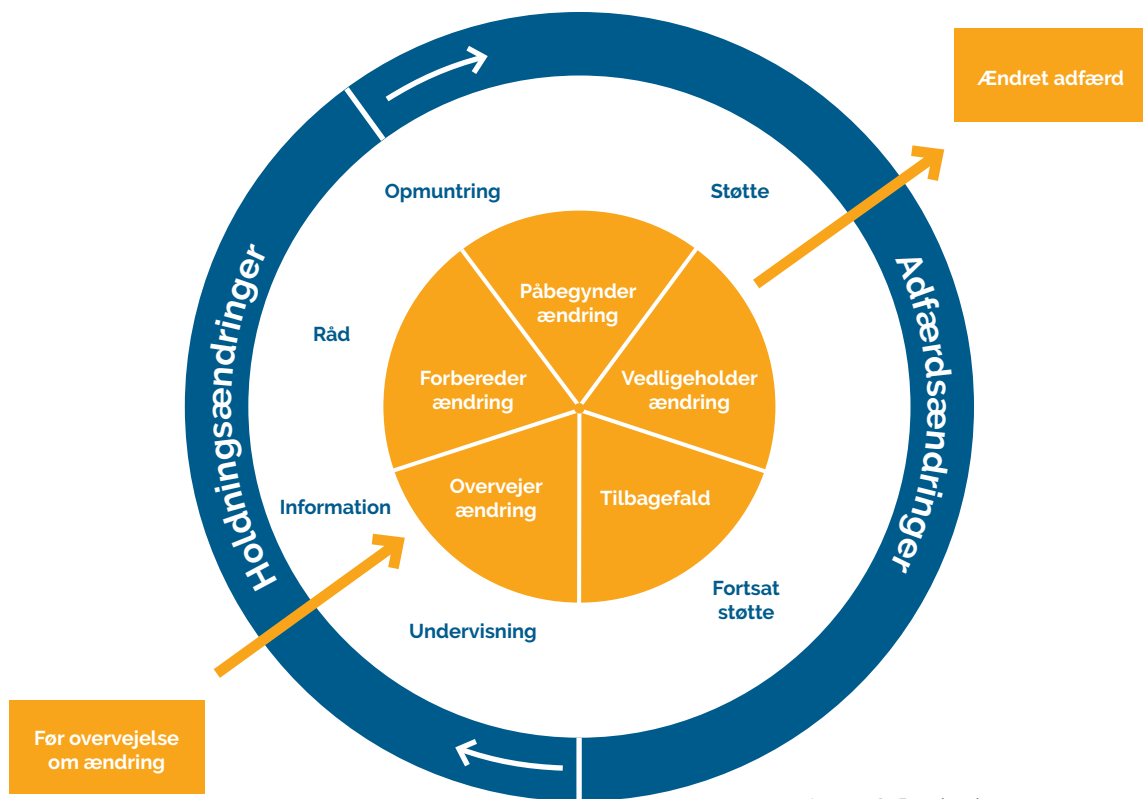 Ændret adfærd
Opmuntring
Støtte
Holdningsændringer
Adfærdsændringer
Påbegynder
ændring
Råd
Forbereder
ændring
Vedligeholder
ændring
Overvejer
ændring
Tilbagefald
Information
Fortsat
støtte
Undervisning
Før overvejelse
om ændring